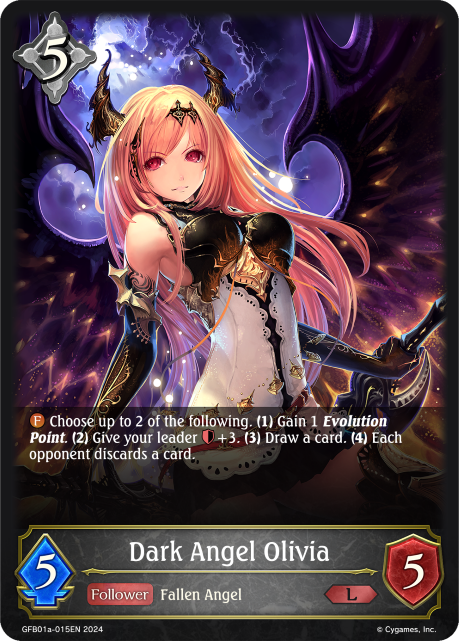 5
F Choose up to 2 of the following. (1) Gain 1 Evolution
Point. (2) Give your leader +3. (3) Draw a card. (4) Each
opponent discards a card.
Dark Angel Olivia
5
Follower Fallen Angel L
5
GFB01a-015EN 2024 © Cygames, Inc.